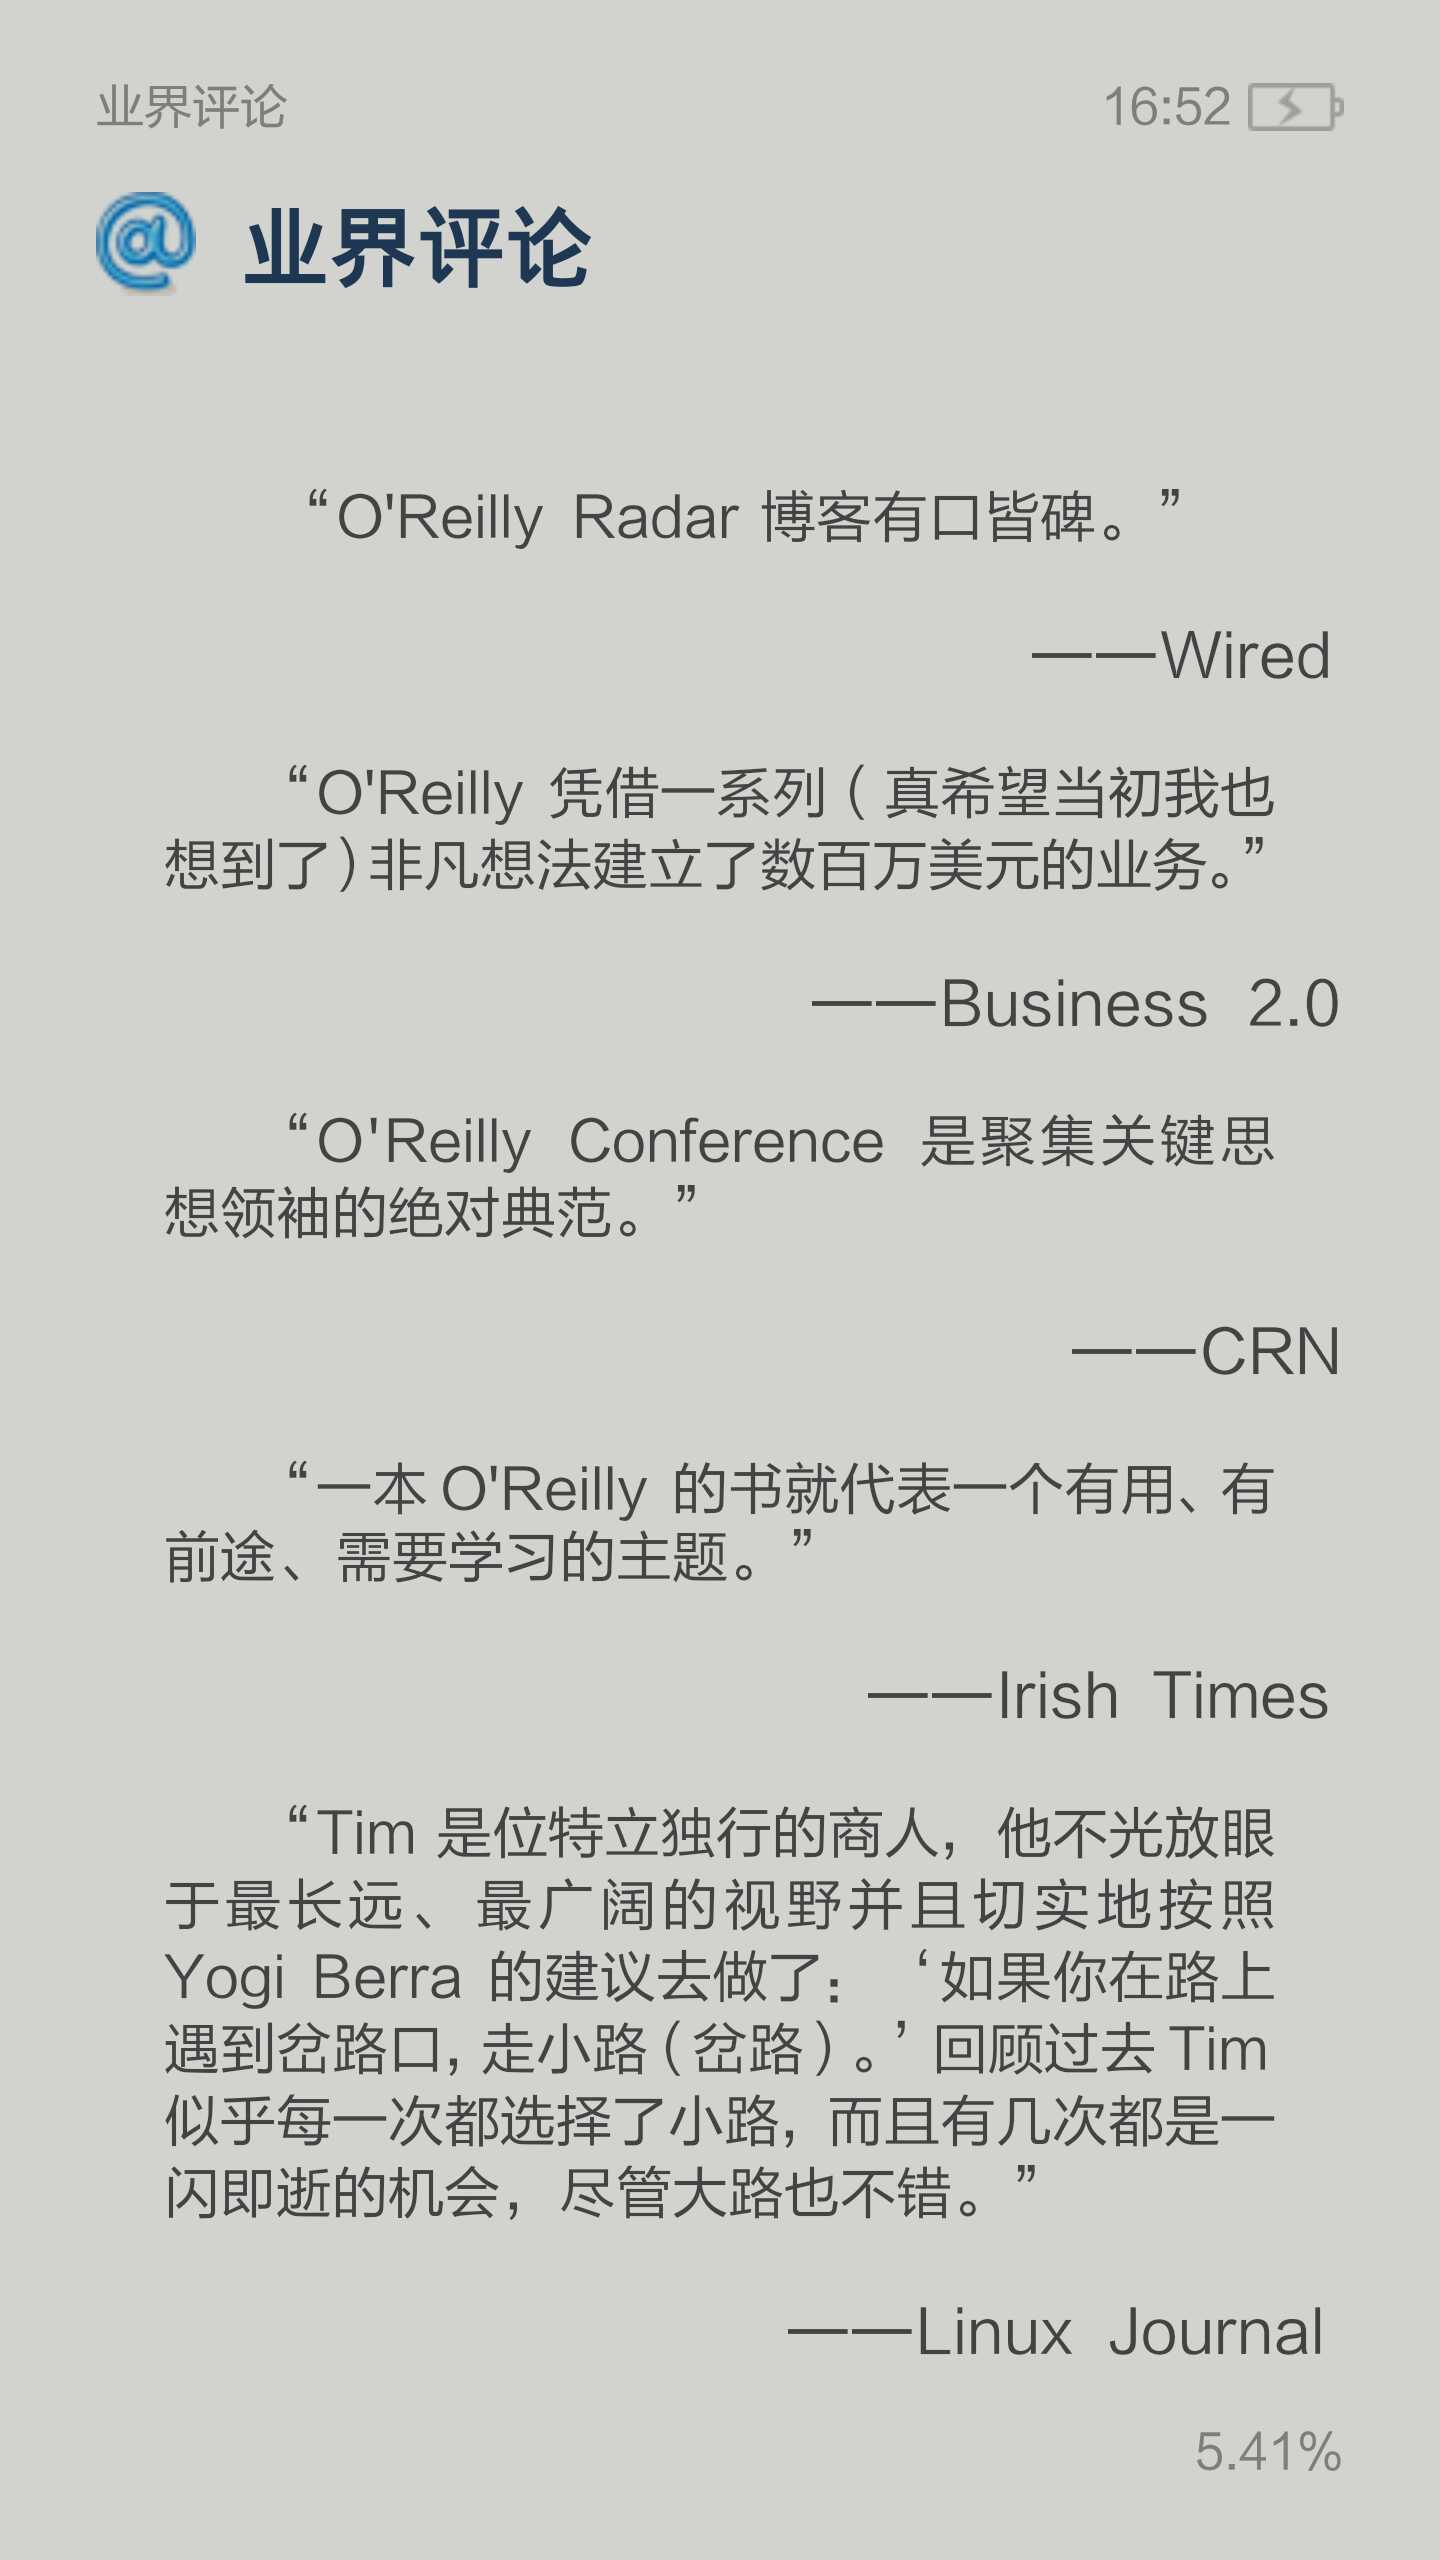 业界评论
16:52
@ 业界评论
“O'Reilly Radar 博客有口皆碑。”
——Wired
“O'Reilly 凭借一系列（真希望当初我也
想到了）非凡想法建立了数百万美元的业务。”
——Business 2.0
“O'Reilly Conference 是聚集关键思
想领袖的绝对典范。”
——CRN
“一本 O'Reilly 的书就代表一个有用、有
前途、需要学习的主题。”
——Irish Times
“Tim 是位特立独行的商人，他不光放眼
于最长远、最广阔的视野并且切实地按照
Yogi Berra 的建议去做了：‘如果你在路上
遇到岔路口，走小路（岔路）。’回顾过去 Tim
似乎每一次都选择了小路，而且有几次都是一
闪即逝的机会，尽管大路也不错。”
——Linux Journal
5.41%